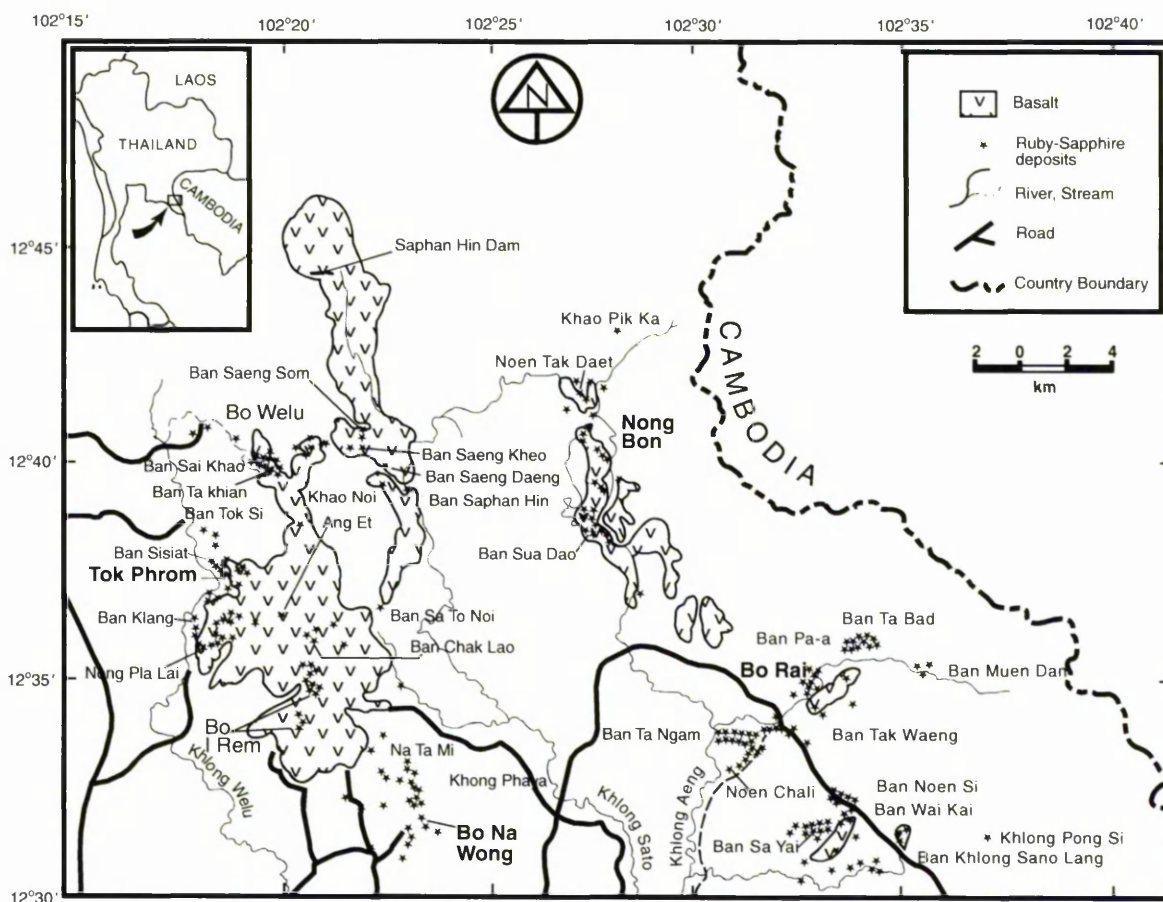 102°15'
102°20'
102°25'
102°30'
102°35'
102°40'
LAOS
THAILAND
CAMBODIA
N
Basalt
Ruby-Sapphire
deposits
River, Stream
Road
Country Boundary
2 0 2 4
km
12°45'
12°40'
12°35'
12°30'
CAMBODIA
Saphan Hin Dam
Khao Pik Ka
Noen Tak Daet
Ban Saeng Som
Bo Welu
Nong
Bon
Ban Saeng Kheo
Ban Sai Khao
Ban Saeng Daeng
Ban Ta khian
Khao Noi
Ban Saphan Hin
Ban Tok Si
Ang Et
Ban Sisiat
Ban Sua Dao
Tok Phrom
Ban Klang
Ban Sa To Noi
Ban Ta Bad
Ban Pa-a
Ban Chak Lao
Nong Pla Lai
Bo Rai
Ban Muen Dan
Bo
I Rem
Ban Ta Ngam
Ban Tak Waeng
Na Ta Mi
Khlong Welu
Khong Phaya
Noen Chali
Ban Noen Si
Ban Wai Kai
Khlong Sato
Khlong Aeng
Bo Na
Wong
Ban Sa Yai
Khlong Pong Si
Ban Khlong Sano Lang